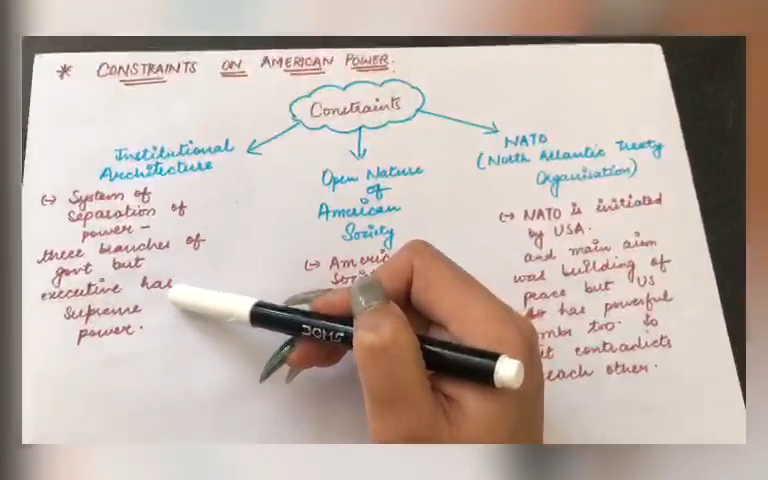 * CONSTRAINTS ON AMERICAN POWER.
Constraints
Institutional
Architecture
(→) System of
Separation of
power –
three branches of
govt but
executive has
supreme
power.
Open Nature
of
American
Society
(→)
NATO
(North Atlantic Treaty
Organisation)
(→) NATO is initiated
by USA.
and main aim
was building of
peace but US
has powerful
too. so
it contradicts
each other.
DOMS